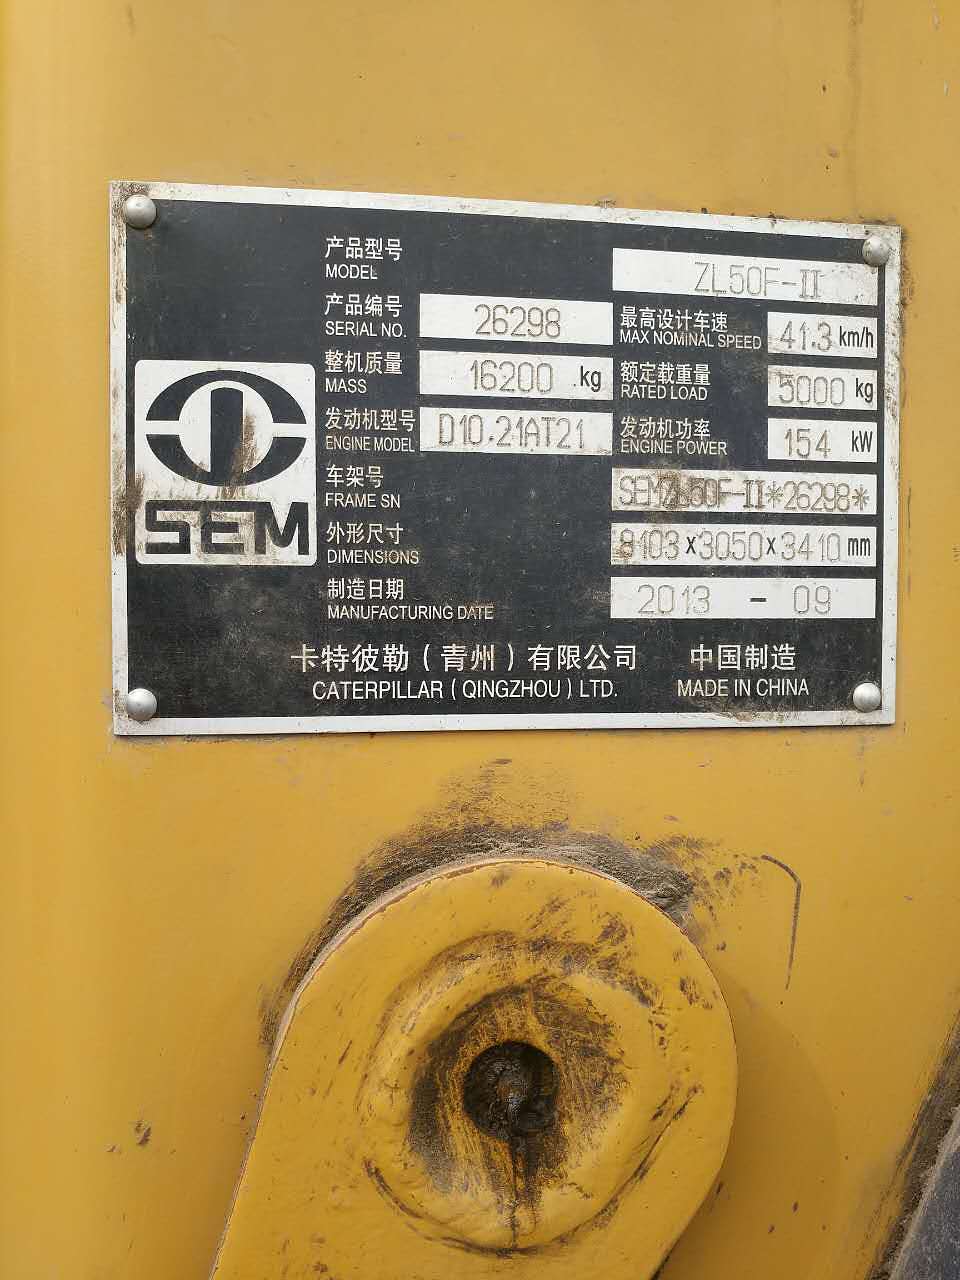 产品型号
MODEL
ZL50F-II
产品编号
SERIAL NO.
26298
最高设计车速
MAX NOMINAL SPEED
41.3 km/h
整机质量
MASS
16200 kg
额定载重量
RATED LOAD
5000 kg
发动机型号
ENGINE MODEL
D10.21AT21
发动机功率
ENGINE POWER
154 kW
车架号
FRAME SN
SEMZL50F-II*26298*
外形尺寸
DIMENSIONS
8103x3050x3410 mm
制造日期
MANUFACTURING DATE
2013 - 09
SEM
卡特彼勒(青州)有限公司 中国制造
CATERPILLAR (QINGZHOU) LTD. MADE IN CHINA